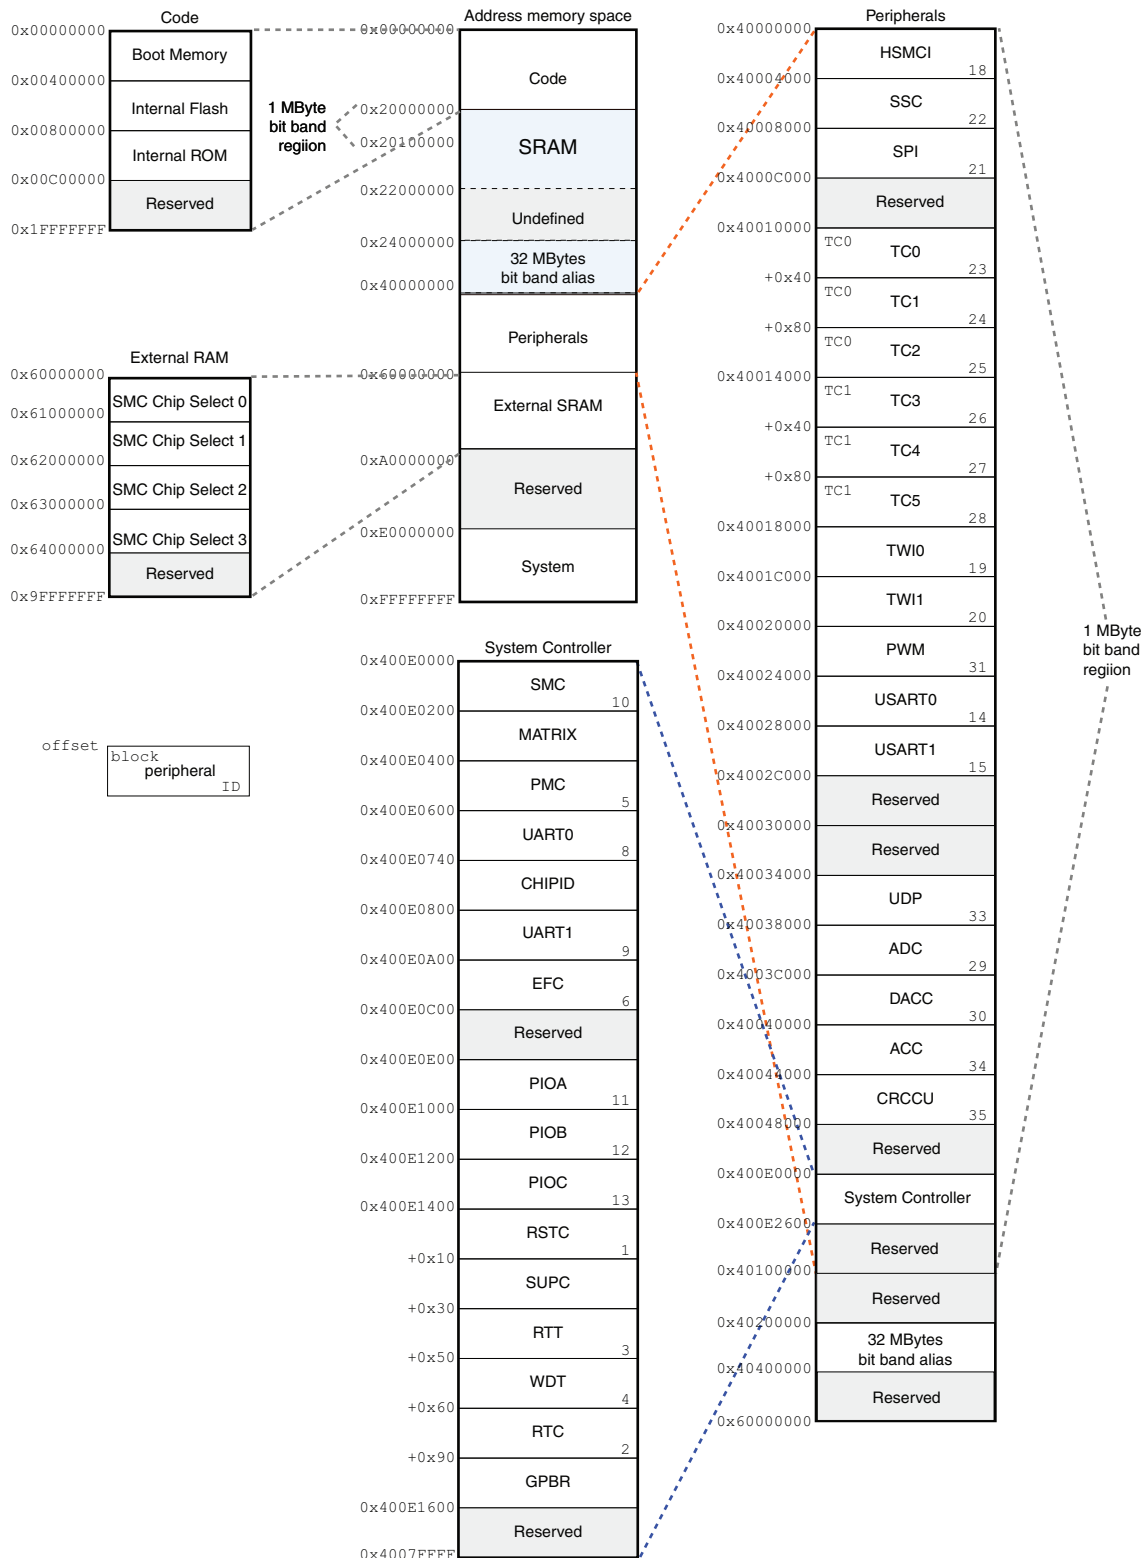 Code
0x00000000
Boot Memory
0x00400000
Internal Flash
0x00800000
Internal ROM
0x00C00000
Reserved
0x1FFFFFFF
1 MByte
bit band
regiion
Address memory space
0x00000000
Code
0x20000000
0x20100000
SRAM
0x22000000
Undefined
0x24000000
32 MBytes
bit band alias
0x40000000
Peripherals
0x60000000
External SRAM
0xA0000000
Reserved
0xE0000000
System
0xFFFFFFFF
External RAM
0x60000000
SMC Chip Select 0
0x61000000
SMC Chip Select 1
0x62000000
SMC Chip Select 2
0x63000000
SMC Chip Select 3
0x64000000
Reserved
0x9FFFFFFF
offset
block
peripheral
ID
System Controller
0x400E0000
SMC
10
0x400E0200
MATRIX
0x400E0400
PMC
5
0x400E0600
UART0
8
0x400E0740
CHIPID
0x400E0800
UART1
9
0x400E0A00
EFC
6
0x400E0C00
Reserved
0x400E0E00
PIOA
11
0x400E1000
PIOB
12
0x400E1200
PIOC
13
0x400E1400
RSTC
1
+0x10
SUPC
+0x30
RTT
3
+0x50
WDT
4
+0x60
RTC
2
+0x90
GPBR
0x400E1600
Reserved
0x4007FFFF
Peripherals
0x40000000
HSMCI
18
0x40004000
SSC
22
0x40008000
SPI
21
0x4000C000
Reserved
0x40010000
TC0
TC0
23
+0x40
TC0
TC1
24
+0x80
TC0
TC2
25
0x40014000
TC1
TC3
26
+0x40
TC1
TC4
27
+0x80
TC1
TC5
28
0x40018000
TWI0
19
0x4001C000
TWI1
20
0x40020000
PWM
31
0x40024000
USART0
14
0x40028000
USART1
15
0x4002C000
Reserved
0x40030000
Reserved
0x40034000
UDP
33
0x40038000
ADC
29
0x4003C000
DACC
30
0x40040000
ACC
34
0x40044000
CRCCU
35
0x40048000
Reserved
0x400E0000
System Controller
0x400E2600
Reserved
0x40100000
Reserved
0x40200000
32 MBytes
bit band alias
0x40400000
Reserved
0x60000000
1 MByte
bit band
regiion